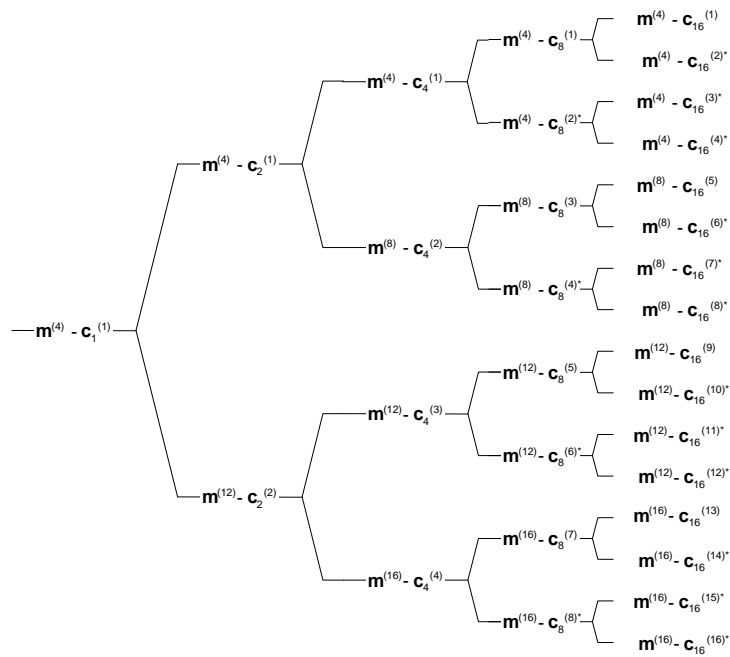 m(4) - c16(1)
m(4) - c8(1)
m(4) - c16(2)*
m(4) - c4(1)
m(4) - c16(3)*
m(4) - c8(2)*
m(4) - c16(4)*
m(4) - c2(1)
m(8) - c16(5)
m(8) - c8(3)
m(8) - c16(6)*
m(8) - c4(2)
m(8) - c16(7)*
m(8) - c8(4)*
m(8) - c16(8)*
m(4) - c1(1)
m(12) - c16(9)
m(12) - c8(5)
m(12) - c16(10)*
m(12) - c4(3)
m(12) - c16(11)*
m(12) - c8(6)*
m(12) - c16(12)*
m(12) - c2(2)
m(16) - c16(13)
m(16) - c8(7)
m(16) - c16(14)*
m(16) - c4(4)
m(16) - c16(15)*
m(16) - c8(8)*
m(16) - c16(16)*